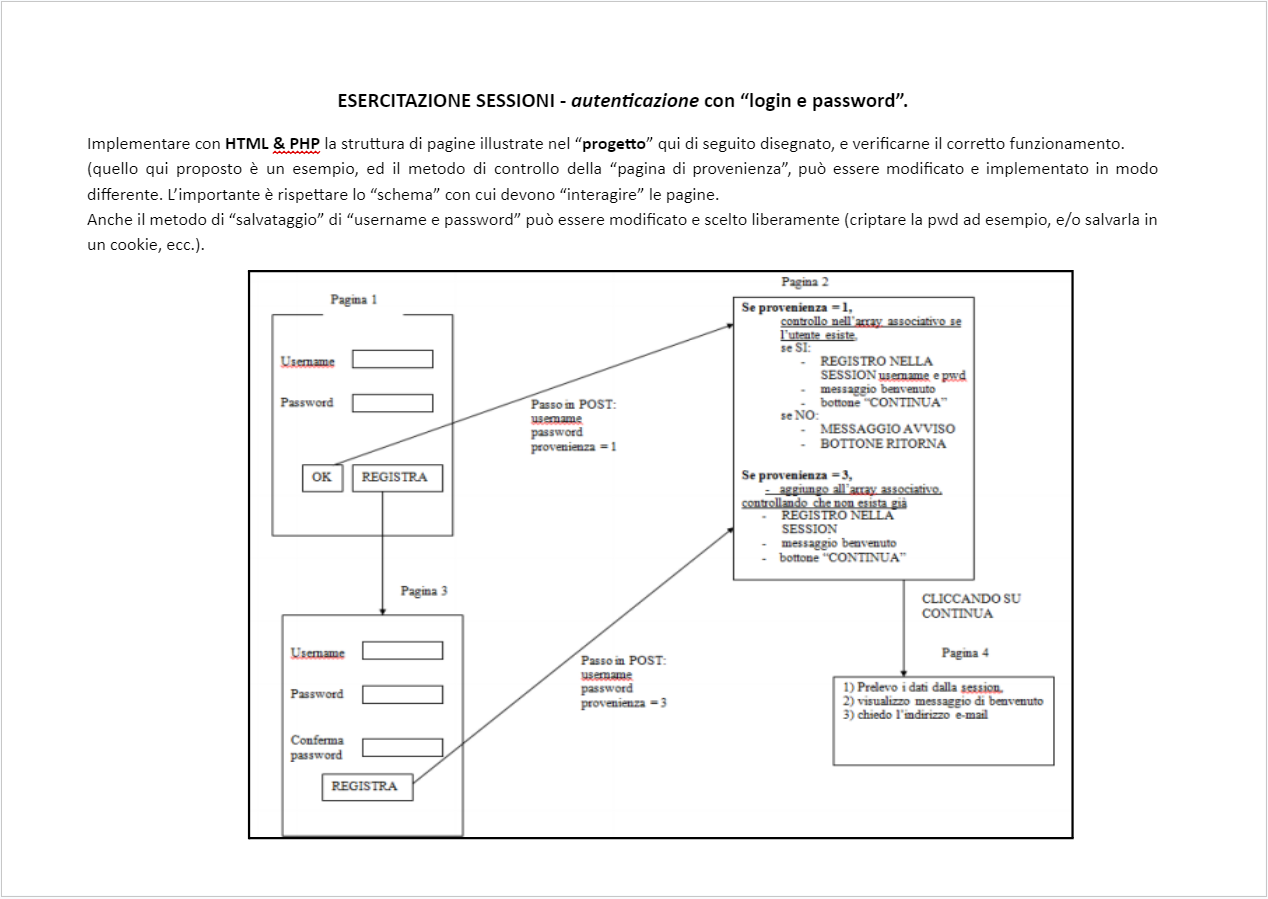 ESERCITAZIONE SESSIONI - autenticazione con “login e password”.
Implementare con HTML & PHP la struttura di pagine illustrate nel “progetto” qui di seguito disegnato, e verificarne il corretto funzionamento.
(quello qui proposto è un esempio, ed il metodo di controllo della “pagina di provenienza”, può essere modificato e implementato in modo
differente. L’importante è rispettare lo “schema” con cui devono “interagire” le pagine.
Anche il metodo di “salvataggio” di “username e password” può essere modificato e scelto liberamente (criptare la pwd ad esempio, e/o salvarla in
un cookie, ecc.).
Pagina 1
Username
Password
OK
REGISTRA
Passo in POST:
username
password
provenienza = 1
Pagina 2
Se provenienza = 1,
controllo nell’array associativo se
l’utente esiste,
se SI:
- REGISTRO NELLA
SESSION username e pwd
- messaggio benvenuto
- bottone “CONTINUA”
se NO:
- MESSAGGIO AVVISO
- BOTTONE RITORNA
Se provenienza = 3,
- aggiungo all’array associativo,
controllando che non esista già
- REGISTRO NELLA
SESSION
- messaggio benvenuto
- bottone “CONTINUA”
Pagina 3
Username
Password
Conferma
password
REGISTRA
Passo in POST:
username
password
provenienza = 3
CLICCANDO SU
CONTINUA
Pagina 4
1) Prelevo i dati dalla session,
2) visualizzo messaggio di benvenuto
3) chiedo l’indirizzo e-mail